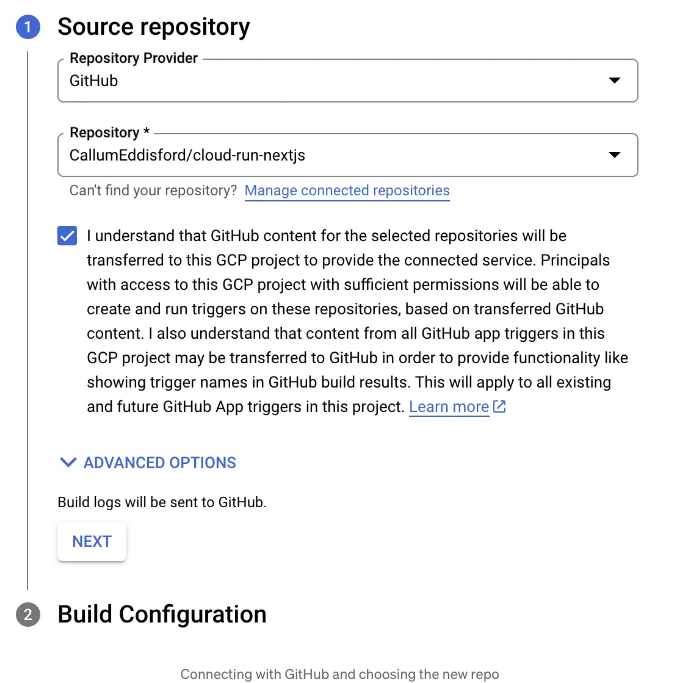 1 Source repository
Repository Provider
GitHub
Repository *
CallumEddisford/cloud-run-nextjs
Can't find your repository? Manage connected repositories
I understand that GitHub content for the selected repositories will be
transferred to this GCP project to provide the connected service. Principals
with access to this GCP project with sufficient permissions will be able to
create and run triggers on these repositories, based on transferred GitHub
content. I also understand that content from all GitHub app triggers in this
GCP project may be transferred to GitHub in order to provide functionality like
showing trigger names in GitHub build results. This will apply to all existing
and future GitHub App triggers in this project. Learn more
ADVANCED OPTIONS
Build logs will be sent to GitHub.
NEXT
2 Build Configuration
Connecting with GitHub and choosing the new repo